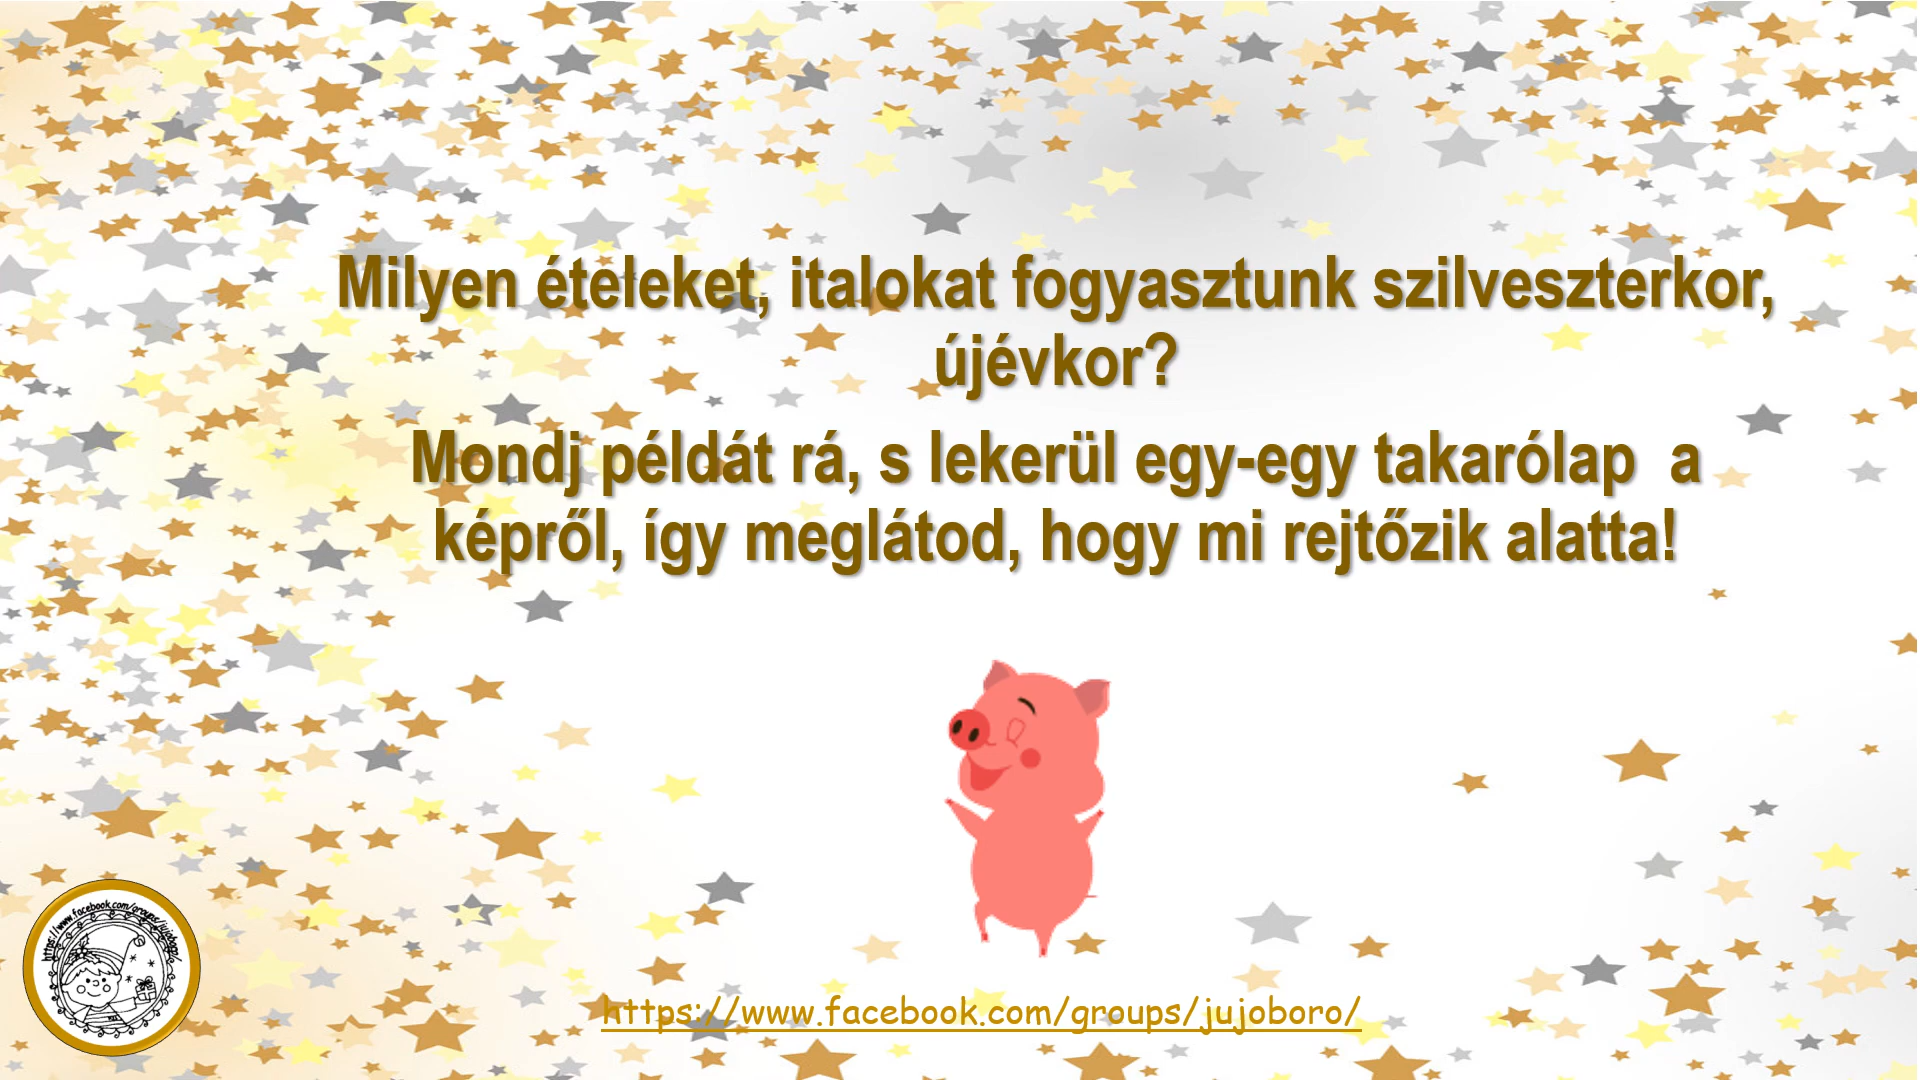 Milyen ételeket, italokat fogyasztunk szilveszterkor,
újévkor?
Mondj példát rá, s lekerül egy-egy takarólap a
képről, így meglátod, hogy mi rejtőzik alatta!
https://www.facebook.com/groups/jujoboro/